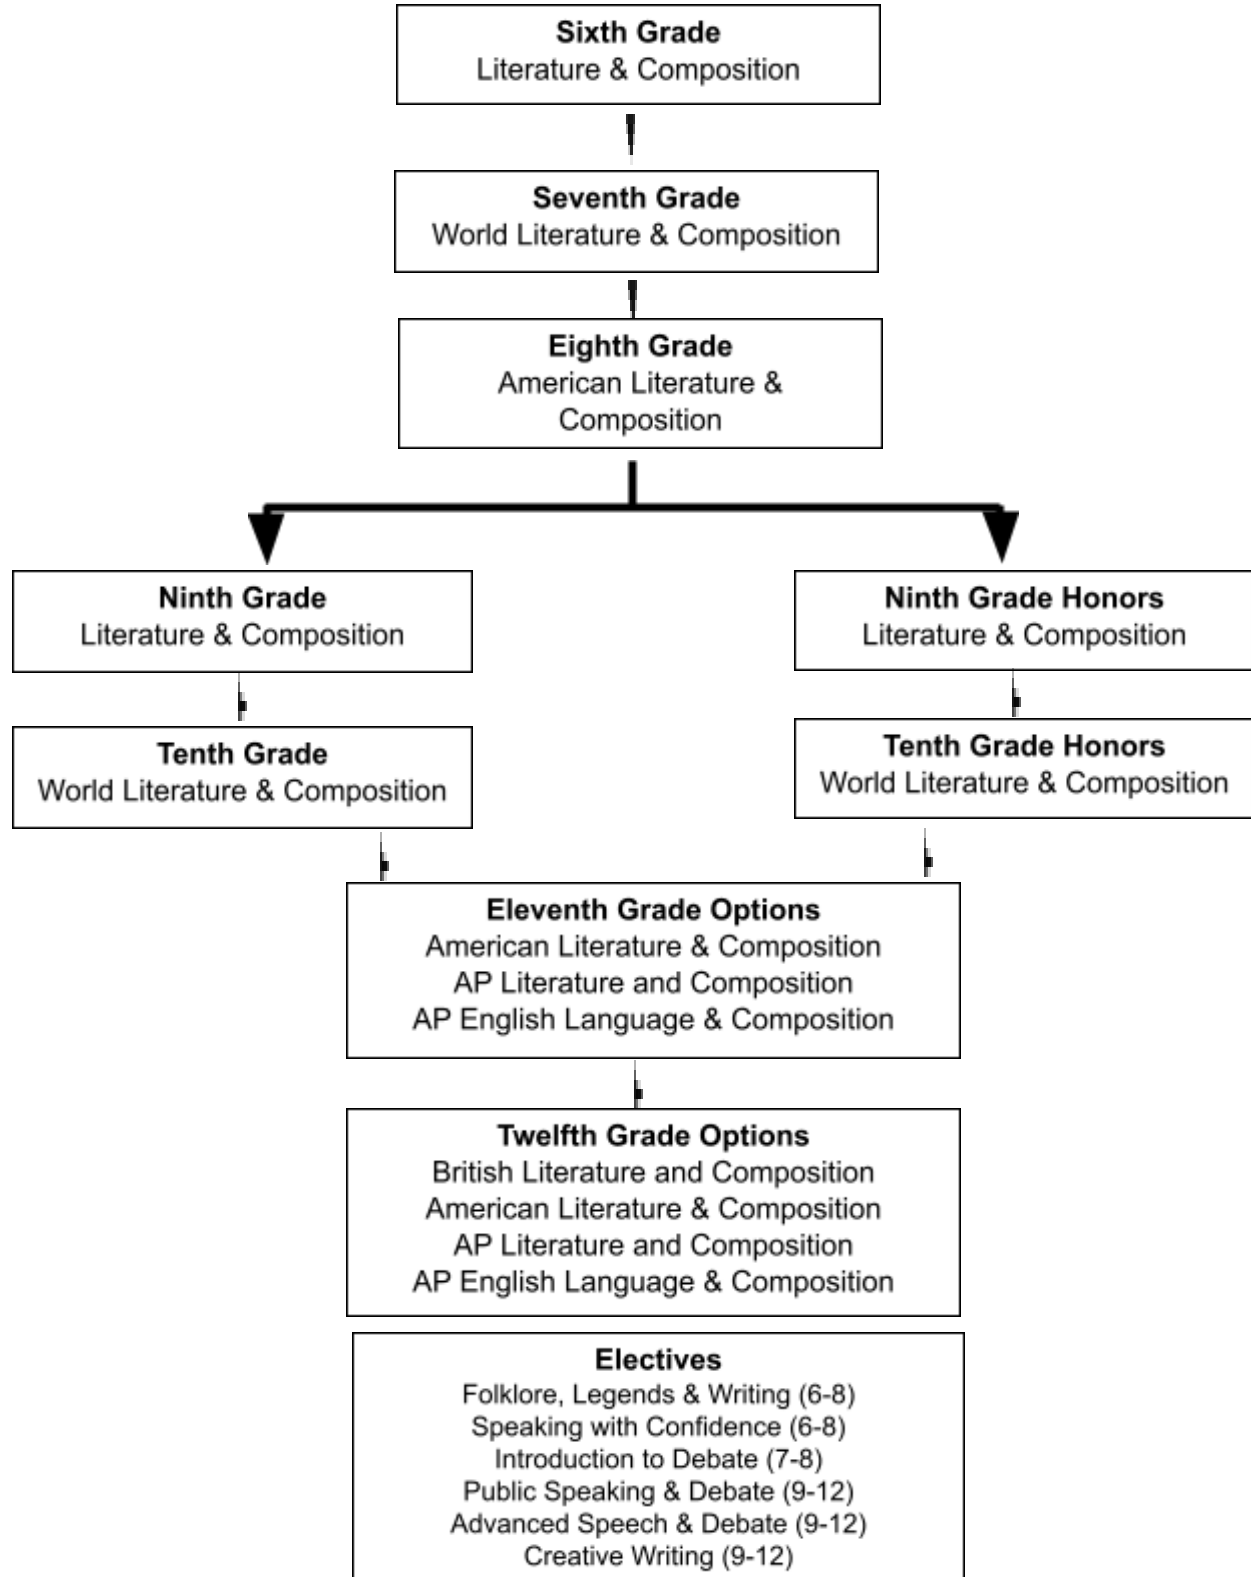 Sixth Grade
Literature & Composition
Seventh Grade
World Literature & Composition
Eighth Grade
American Literature &
Composition
Ninth Grade
Literature & Composition
Ninth Grade Honors
Literature & Composition
Tenth Grade
World Literature & Composition
Tenth Grade Honors
World Literature & Composition
Eleventh Grade Options
American Literature & Composition
AP Literature and Composition
AP English Language & Composition
Twelfth Grade Options
British Literature and Composition
American Literature & Composition
AP Literature and Composition
AP English Language & Composition
Electives
Folklore, Legends & Writing (6-8)
Speaking with Confidence (6-8)
Introduction to Debate (7-8)
Public Speaking & Debate (9-12)
Advanced Speech & Debate (9-12)
Creative Writing (9-12)